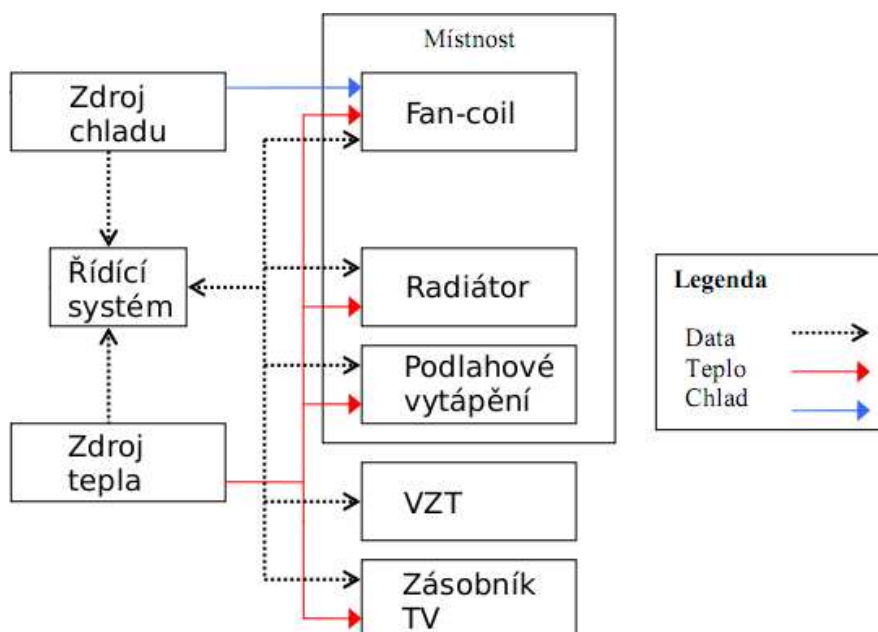 Místnost
Zdroj
chladu
Fan-coil
Řídící
systém
Radiátor
Podlahové
vytápění
Zdroj
tepla
VZT
Zásobník
TV
Legenda
Data
Teplo
Chlad